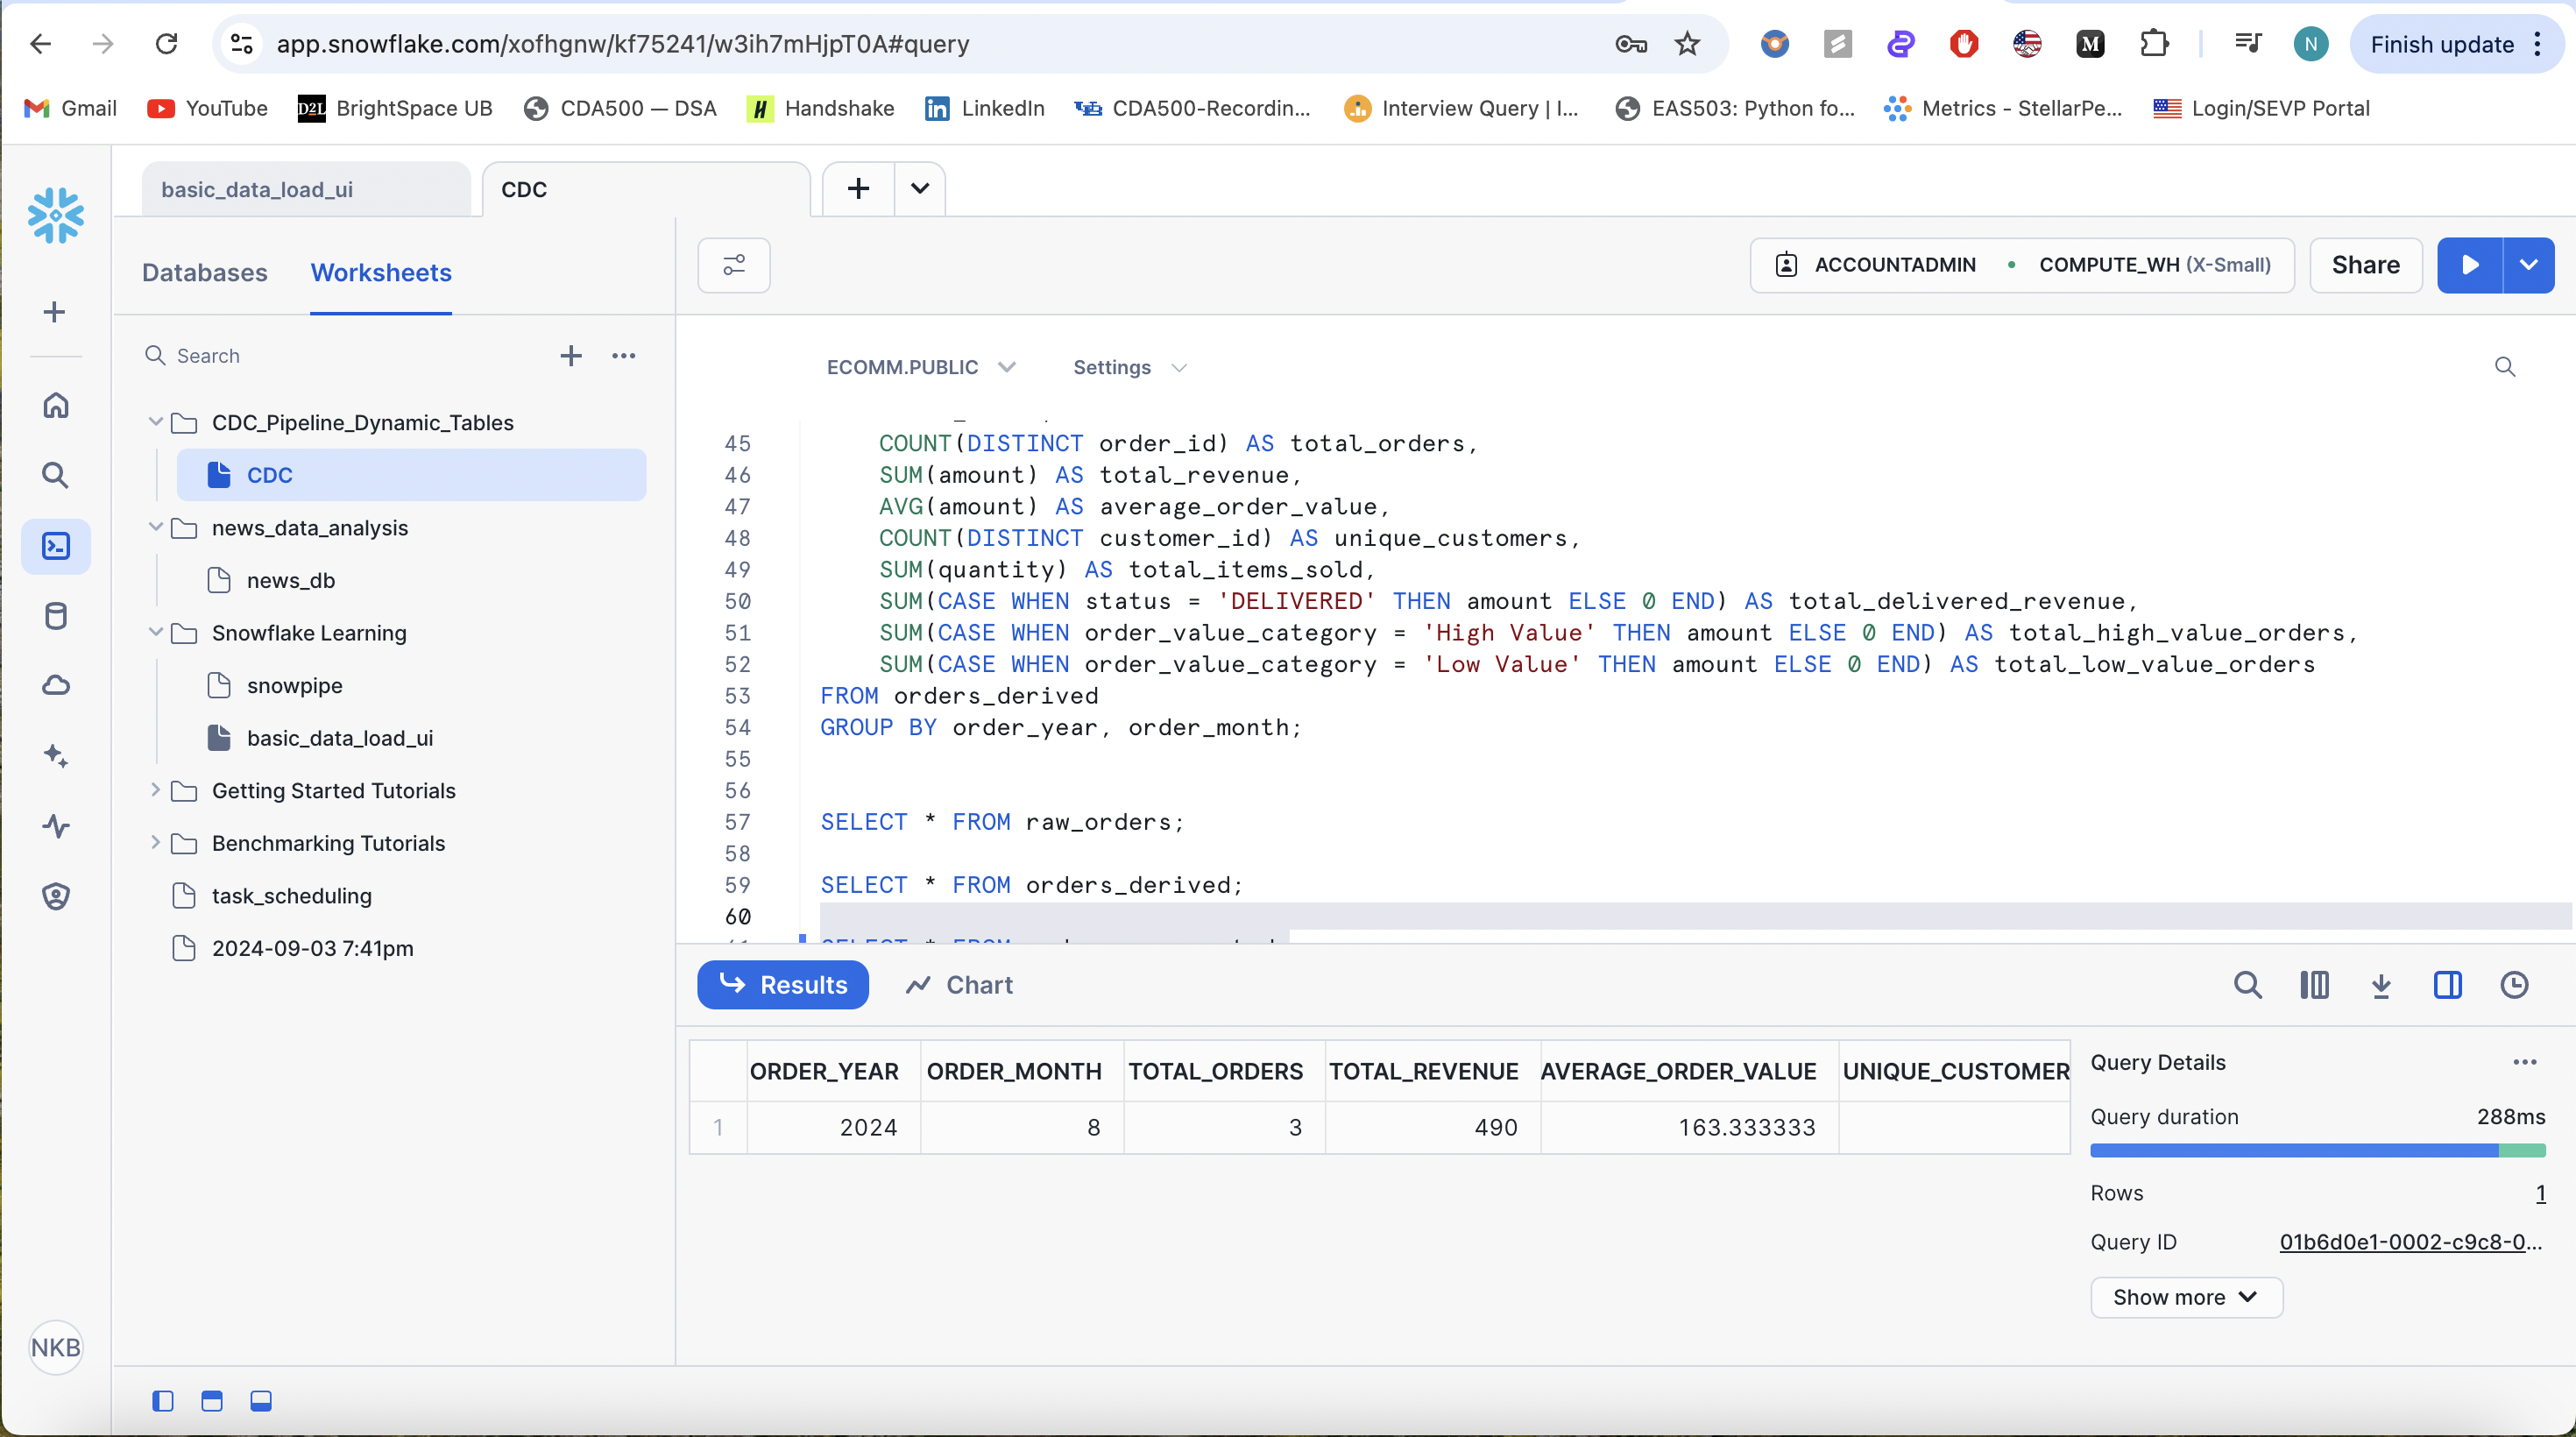 app.snowflake.com/xofhgnw/kf75241/w3ih7mHjpT0A#query
M
N
Finish update
Gmail
YouTube
D2L
BrightSpace UB
CDA500 — DSA
Handshake
LinkedIn
CDA500-Recordin...
Interview Query | I...
EAS503: Python fo...
Metrics - StellarPe...
Login/SEVP Portal
basic_data_load_ui
CDC
Databases
Worksheets
ACCOUNTADMIN
COMPUTE_WH (X-Small)
Share
Search
ECOMM.PUBLIC
Settings
CDC_Pipeline_Dynamic_Tables
CDC
news_data_analysis
news_db
Snowflake Learning
snowpipe
basic_data_load_ui
Getting Started Tutorials
Benchmarking Tutorials
task_scheduling
2024-09-03 7:41pm
NKB
45 COUNT(DISTINCT order_id) AS total_orders,
46 SUM(amount) AS total_revenue,
47 AVG(amount) AS average_order_value,
48 COUNT(DISTINCT customer_id) AS unique_customers,
49 SUM(quantity) AS total_items_sold,
50 SUM(CASE WHEN status = 'DELIVERED' THEN amount ELSE 0 END) AS total_delivered_revenue,
51 SUM(CASE WHEN order_value_category = 'High Value' THEN amount ELSE 0 END) AS total_high_value_orders,
52 SUM(CASE WHEN order_value_category = 'Low Value' THEN amount ELSE 0 END) AS total_low_value_orders
53 FROM orders_derived
54 GROUP BY order_year, order_month;
55
56
57 SELECT * FROM raw_orders;
58
59 SELECT * FROM orders_derived;
60
SELECT * FROM
Results
Chart
ORDER_YEAR ORDER_MONTH TOTAL_ORDERS TOTAL_REVENUE AVERAGE_ORDER_VALUE UNIQUE_CUSTOMER
1 2024 8 3 490 163.333333
Query Details
Query duration 288ms
Rows 1
Query ID 01b6d0e1-0002-c9c8-0...
Show more